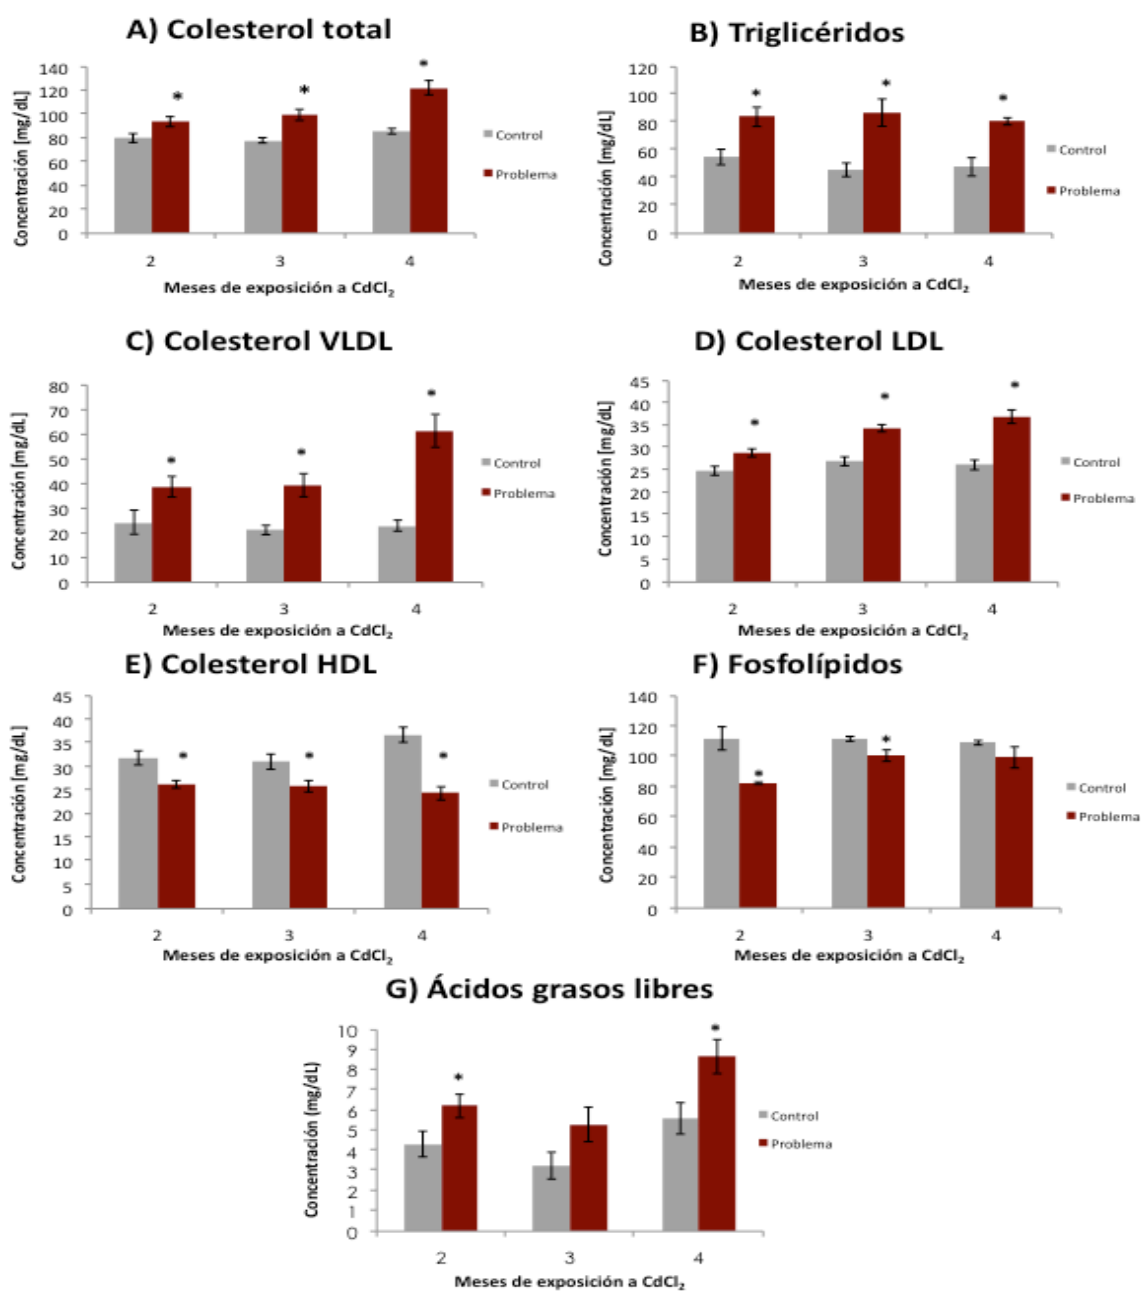 A) Colesterol total
Concentración [mg/dL]
140
120
100
80
60
40
20
0
* * *
2 3 4
Meses de exposición a CdCl₂
Control
Problema
B) Triglicéridos
Concentración [mg/dL]
120
100
80
60
40
20
0
* * *
2 3 4
Meses de exposición a CdCl₂
Control
Problema
C) Colesterol VLDL
Concentración [mg/dL]
80
70
60
50
40
30
20
10
0
* * *
2 3 4
Meses de exposición a CdCl₂
Control
Problema
D) Colesterol LDL
Concentración [mg/dL]
45
40
35
30
25
20
15
10
5
0
* * *
2 3 4
Meses de exposición a CdCl₂
Control
Problema
E) Colesterol HDL
Concentración [mg/dL]
45
40
35
30
25
20
15
10
5
0
* * *
2 3 4
Meses de exposición a CdCl₂
Control
Problema
F) Fosfolípidos
Concentración [mg/dL]
140
120
100
80
60
40
20
0
* *
2 3 4
Meses de exposición a CdCl₂
Control
Problema
G) Ácidos grasos libres
Concentración (mg/dL)
10
9
8
7
6
5
4
3
2
1
0
* *
2 3 4
Meses de exposición a CdCl₂
Control
Problema